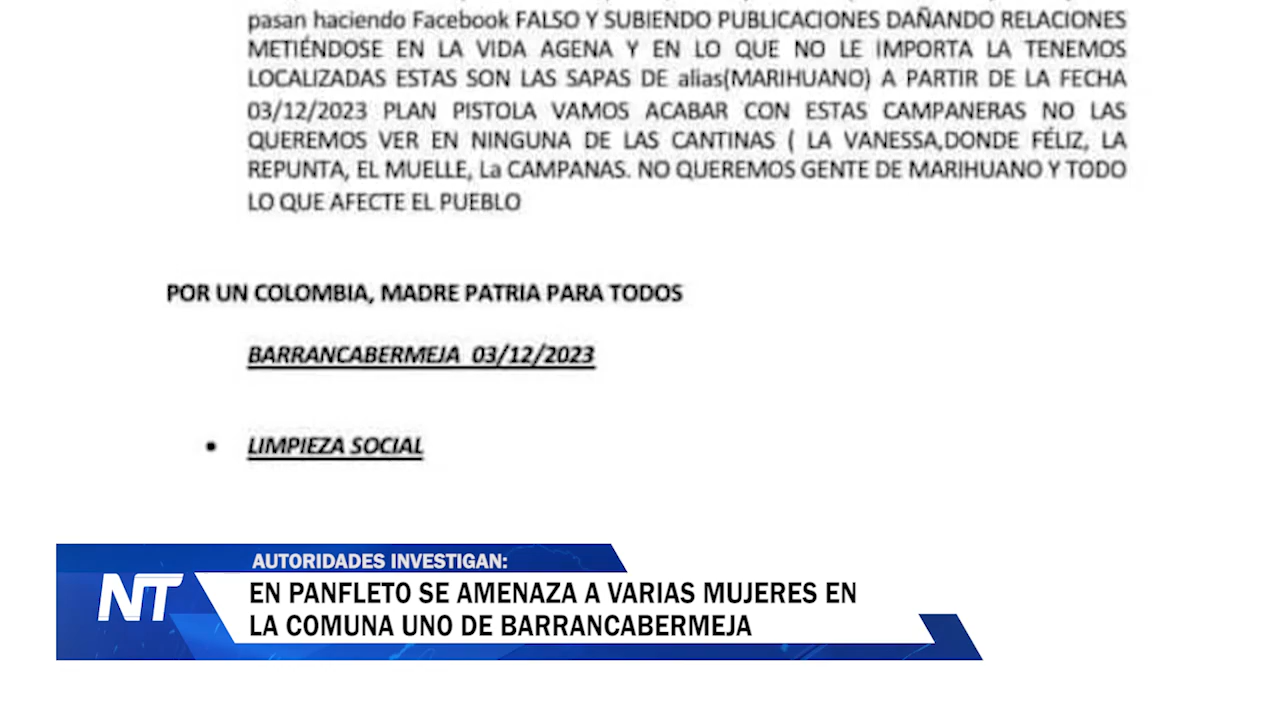 pasan haciendo Facebook FALSO Y SUBIENDO PUBLICACIONES DAÑANDO RELACIONES
METIÉNDOSE EN LA VIDA AGENA Y EN LO QUE NO LE IMPORTA LA TENEMOS
LOCALIZADAS ESTAS SON LAS SAPAS DE alias(MARIHUANO) A PARTIR DE LA FECHA
03/12/2023 PLAN PISTOLA VAMOS ACABAR CON ESTAS CAMPANERAS NO LAS
QUEREMOS VER EN NINGUNA DE LAS CANTINAS ( LA VANESSA,DONDE FÉLIZ, LA
REPUNTA, EL MUELLE, La CAMPANAS. NO QUEREMOS GENTE DE MARIHUANO Y TODO
LO QUE AFECTE EL PUEBLO
POR UN COLOMBIA, MADRE PATRIA PARA TODOS
BARRANCABERMEJA 03/12/2023
• LIMPIEZA SOCIAL
AUTORIDADES INVESTIGAN:
NT
EN PANFLETO SE AMENAZA A VARIAS MUJERES EN
LA COMUNA UNO DE BARRANCABERMEJA